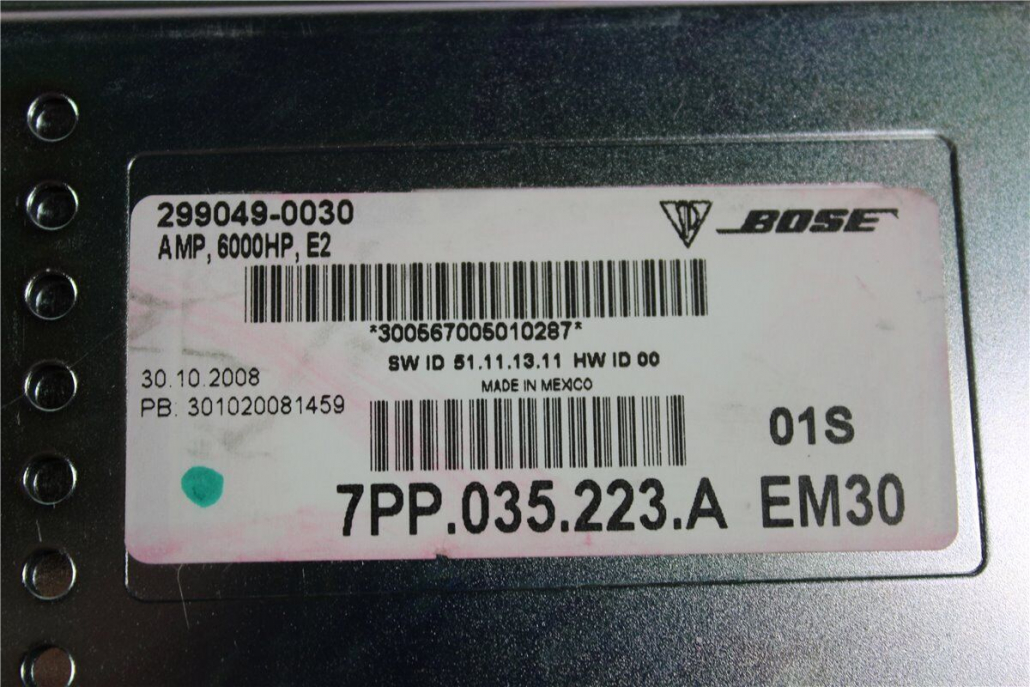 299049-0030
BOSE
AMP, 6000HP, E2
*300567005010287*
SW ID 51.11.13.11 HW ID 00
MADE IN MEXICO
30.10.2008
PB: 301020081459
01S
7PP.035.223.A EM30